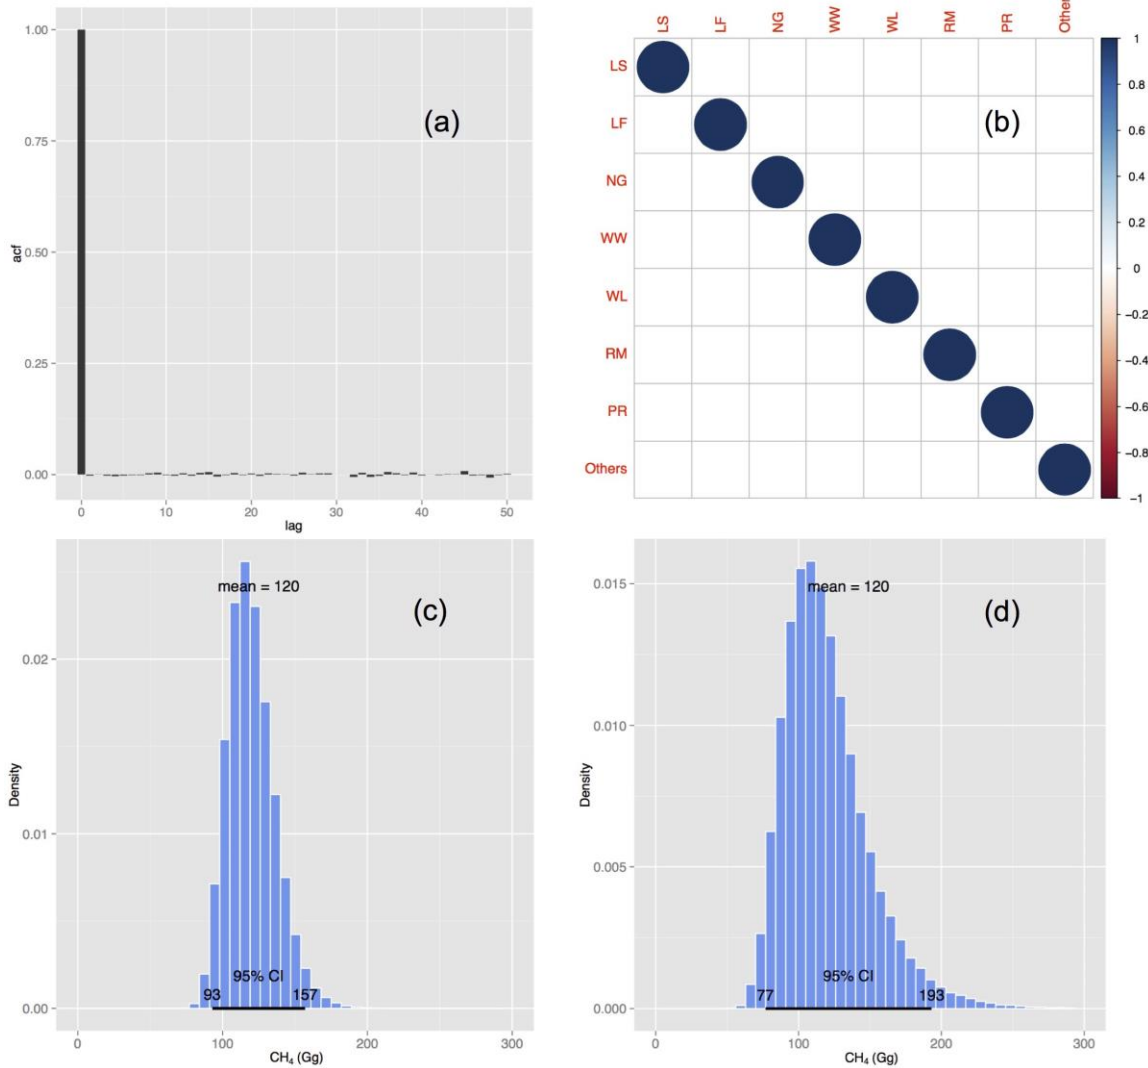 1.00
0.75
0.50
0.25
0.00
acf
0
10
20
30
40
50
lag
(a)
LS
LF
NG
WW
WL
RM
PR
Other
LS
LF
NG
WW
WL
RM
PR
Others
(b)
1
0.8
0.6
0.4
0.2
0
−0.2
−0.4
−0.6
−0.8
−1
mean = 120
(c)
0.02
0.01
0.00
Density
95% CI
93 157
0
100
200
300
CH₄ (Gg)
mean = 120
(d)
0.015
0.010
0.005
0.000
Density
95% CI
77 193
0
100
200
300
CH₄ (Gg)